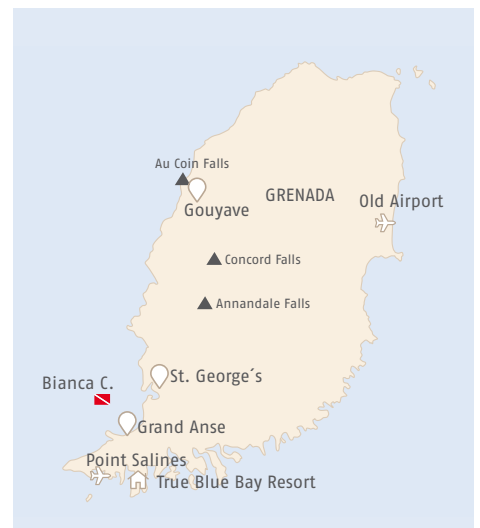 Au Coin Falls
GRENADA
Old Airport
Gouyave
Concord Falls
Annandale Falls
St. George´s
Bianca C.
Grand Anse
Point Salines
True Blue Bay Resort